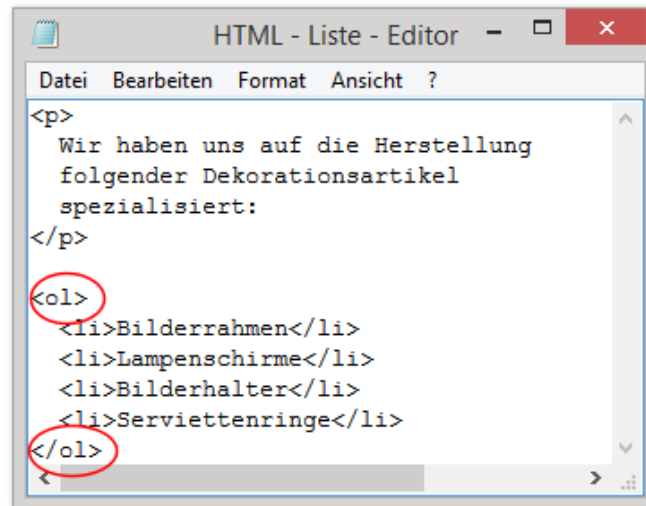 HTML - Liste - Editor
Datei Bearbeiten Format Ansicht ?
<p>
Wir haben uns auf die Herstellung
folgender Dekorationsartikel
spezialisiert:
</p>
<ol>
<li>Bilderrahmen</li>
<li>Lampenschirme</li>
<li>Bilderhalter</li>
<li>Serviettenringe</li>
</ol>